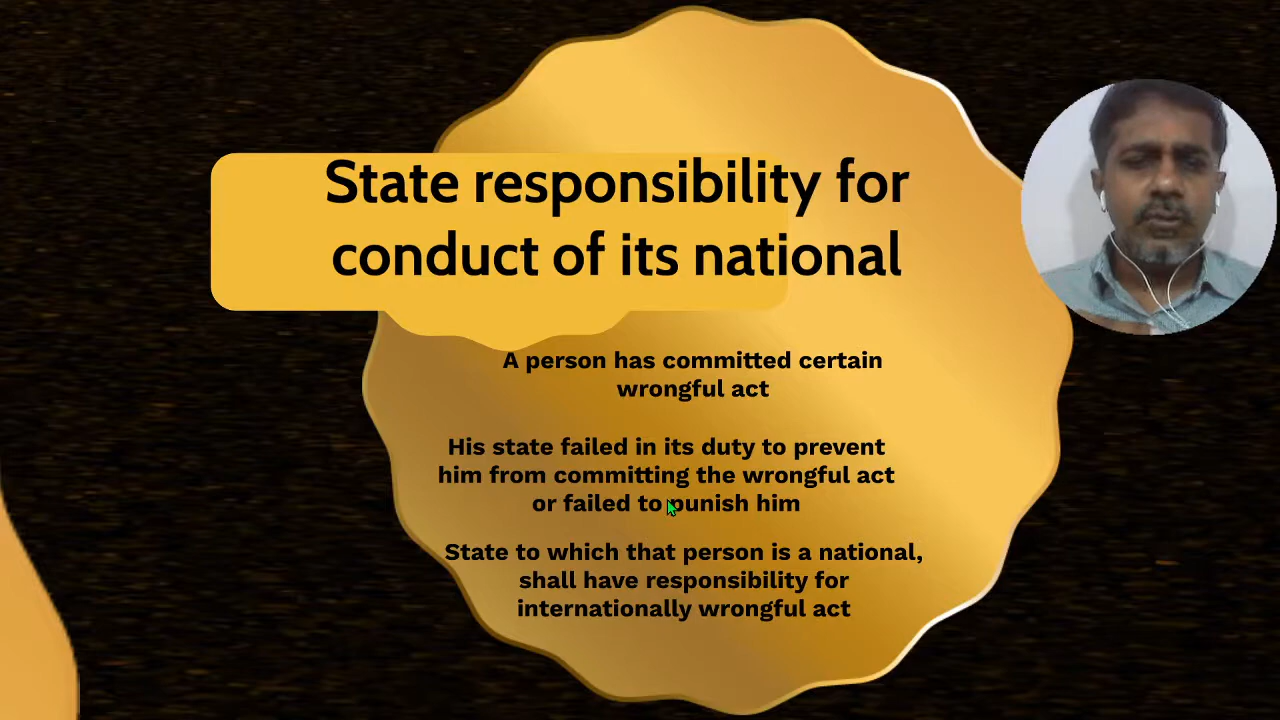 State responsibility for
conduct of its national
A person has committed certain
wrongful act
His state failed in its duty to prevent
him from committing the wrongful act
or failed to punish him
State to which that person is a national,
shall have responsibility for
internationally wrongful act